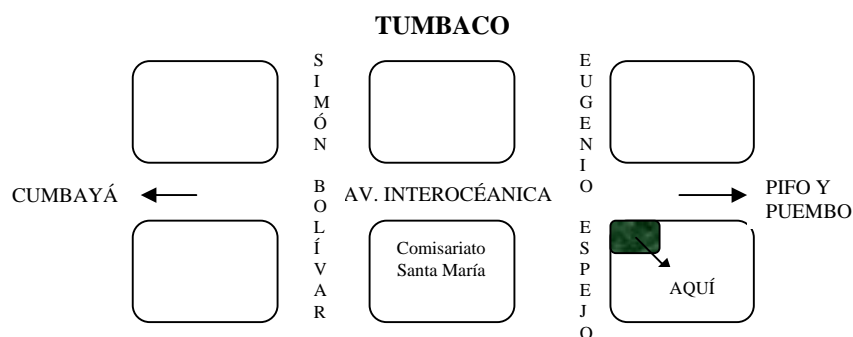 TUMBACO
SIMÓN BOLÍVAR
EUGENIO ESPEJO
CUMBAYÁ
AV. INTEROCÉANICA
PIFO Y
PUEMBO
Comisariato
Santa María
AQUÍ